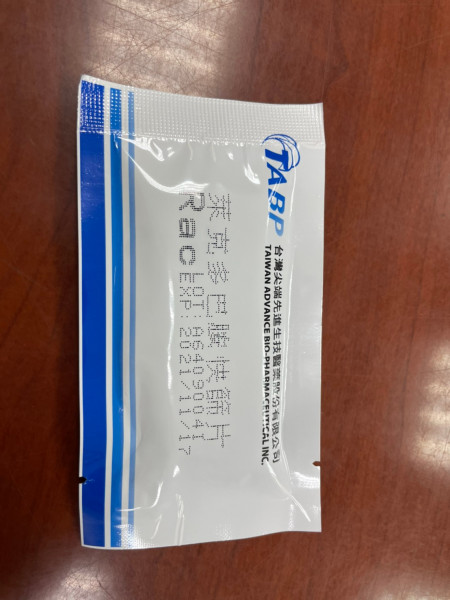 TABP
台灣尖端先進生技醫藥股份有限公司
TAIWAN ADVANCE BIO-PHARMACEUTICAL INC.
萊克多巴胺快篩片
Rac
LOT: A64090041
EXP: 2021/11/17